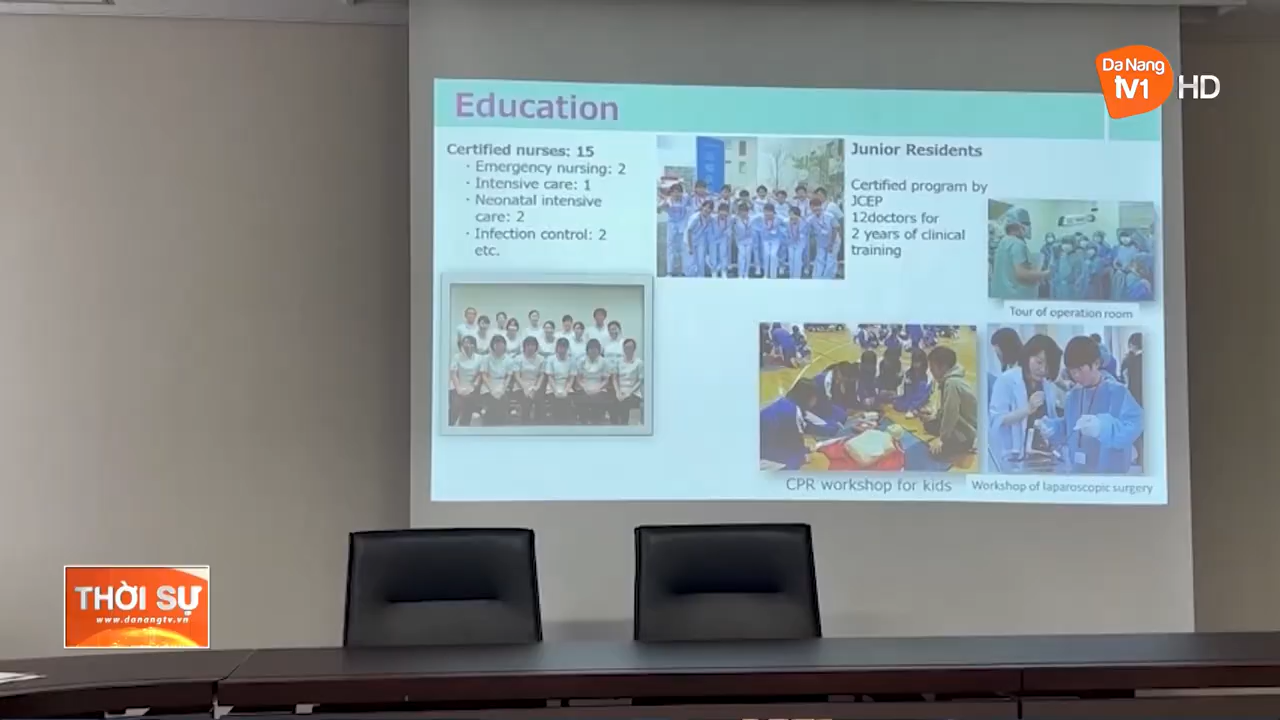 Da Nang
TV1 HD
Education
Certified nurses: 15
・Emergency nursing: 2
・Intensive care: 1
・Neonatal intensive
care: 2
・Infection control: 2
etc.
Junior Residents
Certified program by
JCEP
12doctors for
2 years of clinical
training
Tour of operation room
CPR workshop for kids
Workshop of laparoscopic surgery
THỜI SỰ
www.danangtv.vn